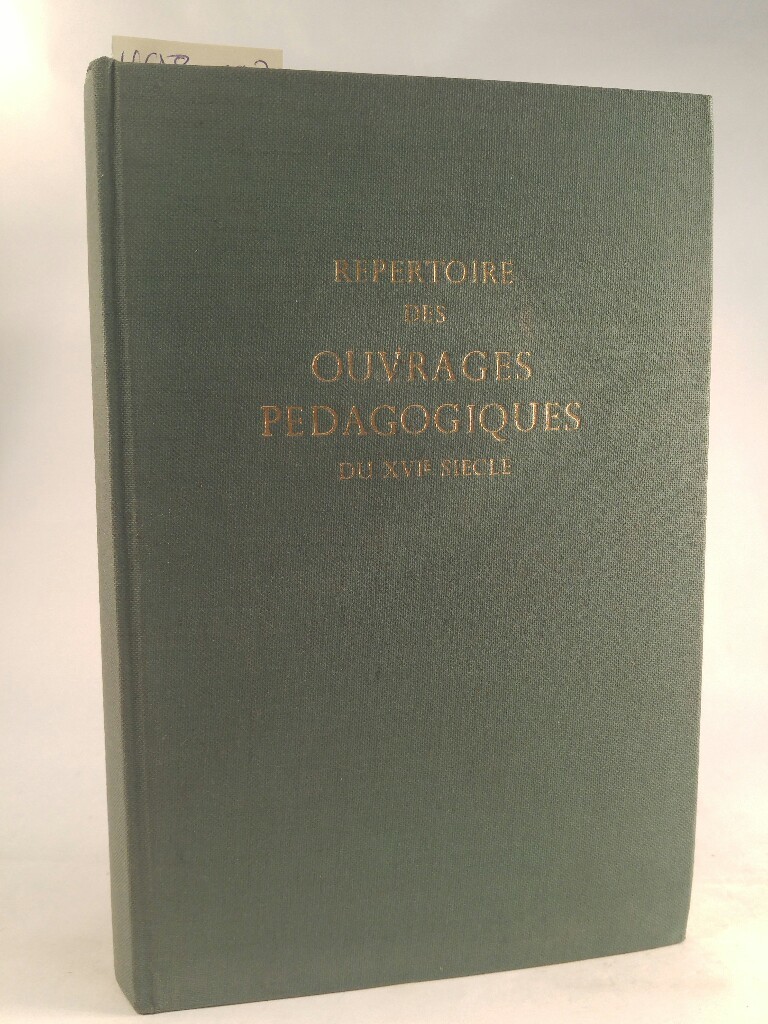 REPERTOIRE
DES
OUVRAGES
PEDAGOGIQUES
DU XVIE SIECLE